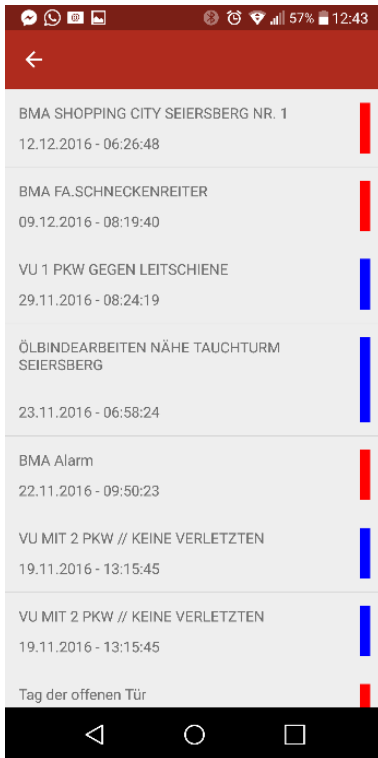 57% 12:43
BMA SHOPPING CITY SEIERSBERG NR. 1
12.12.2016 - 06:26:48
BMA FA.SCHNECKENREITER
09.12.2016 - 08:19:40
VU 1 PKW GEGEN LEITSCHIENE
29.11.2016 - 08:24:19
ÖLBINDEARBEITEN NÄHE TAUCHTURM
SEIERSBERG
23.11.2016 - 06:58:24
BMA Alarm
22.11.2016 - 09:50:23
VU MIT 2 PKW // KEINE VERLETZTEN
19.11.2016 - 13:15:45
VU MIT 2 PKW // KEINE VERLETZTEN
19.11.2016 - 13:15:45
Tag der offenen Tür